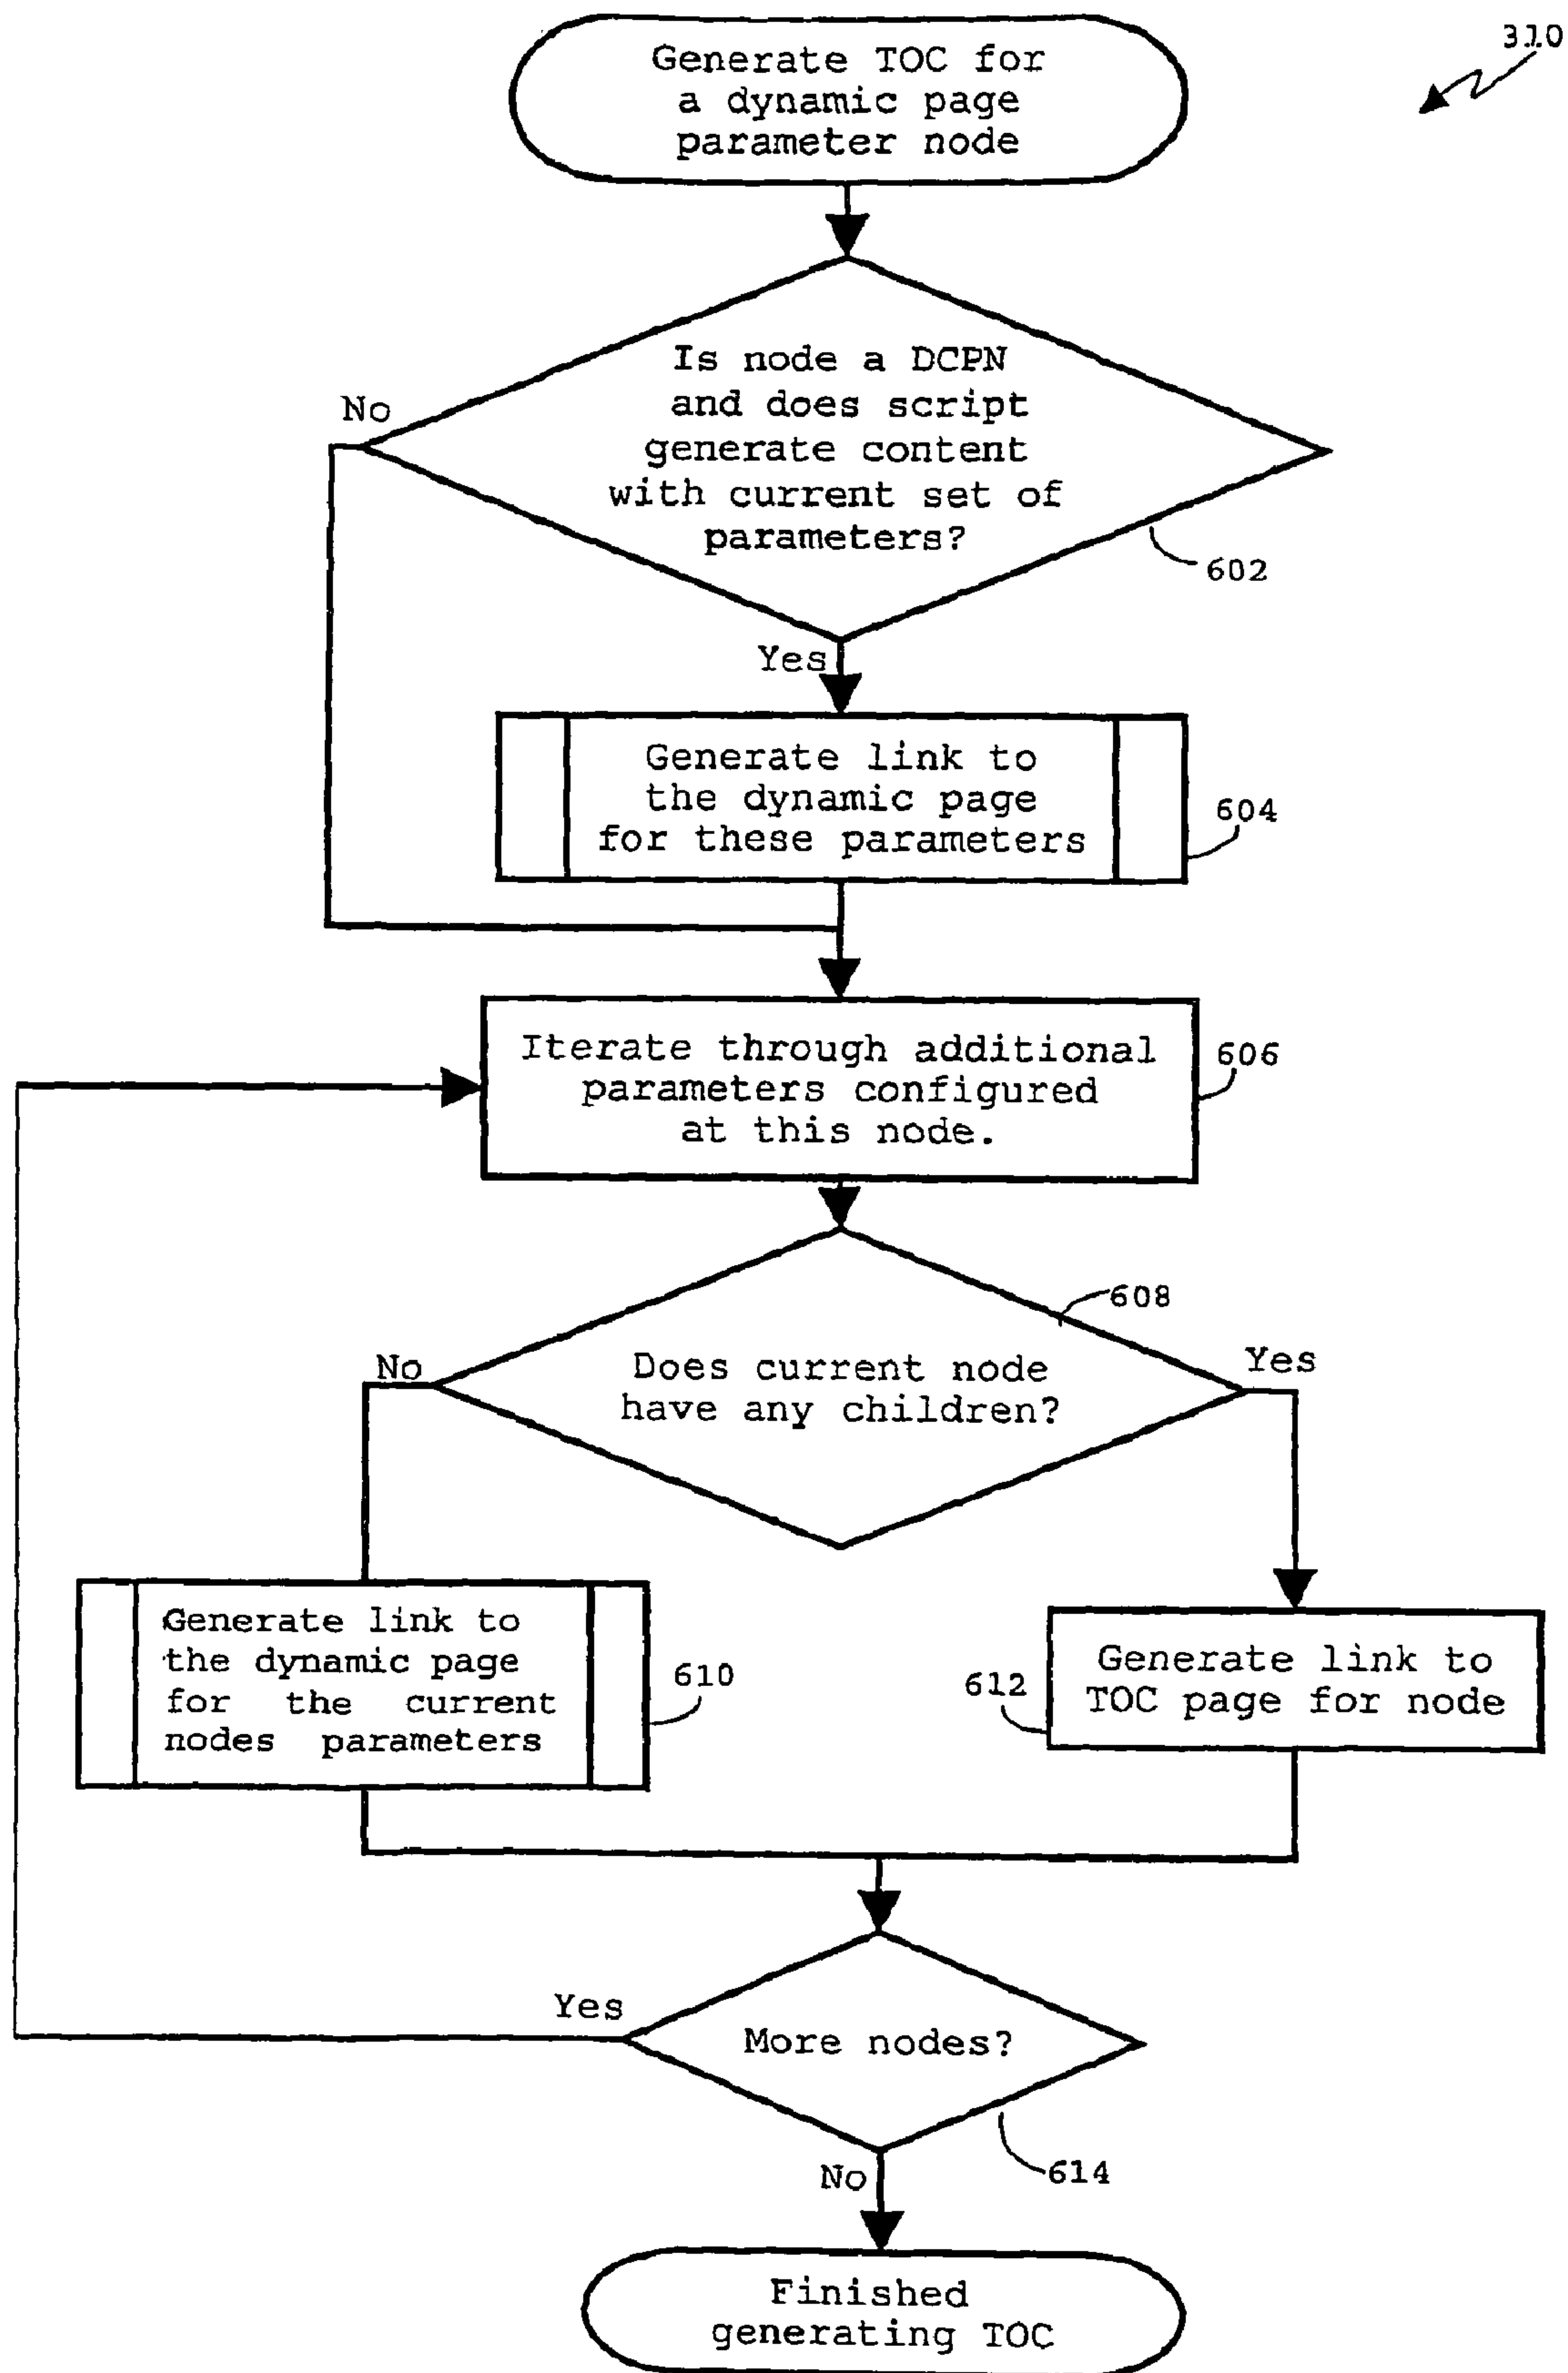 310
Generate TOC for
a dynamic page
parameter node
Is node a DCPN
and does script
generate content
with current set of
parameters?
No
602
Yes
Generate link to
the dynamic page
for these parameters
604
Iterate through additional
parameters configured
at this node.
606
608
Does current node
have any children?
No
Yes
Generate link to
the dynamic page
for the current
nodes parameters
610
612
Generate link to
TOC page for node
Yes
More nodes?
614
No
Finished
generating TOC